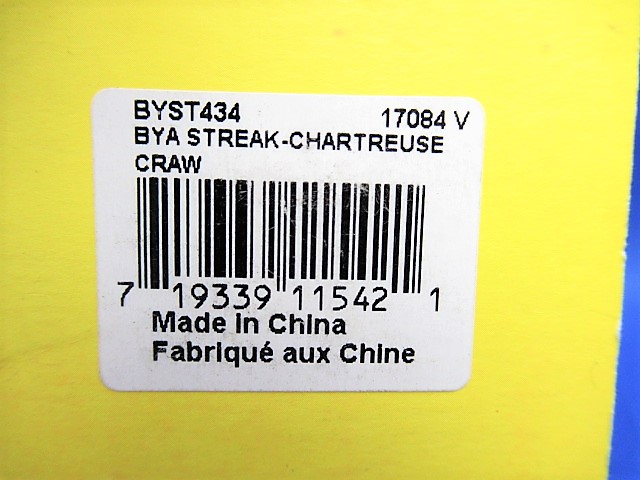 BYST434 17084 V
BYA STREAK-CHARTREUSE
CRAW
7 19339 11542 1
Made in China
Fabriqué aux Chine